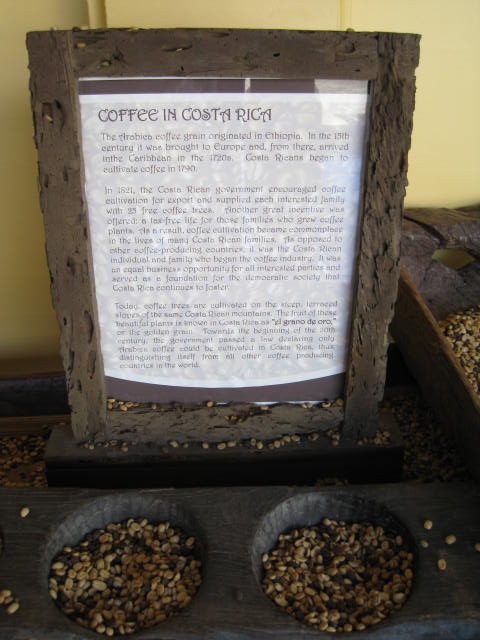 COFFEE IN COSTA RICA
The Arabica coffee grain originated in Ethiopia. In the 15th
century it was brought to Europe and, from there, arrived
inthe Caribbean in the 1720s. Costa Ricans began to
cultivate coffee in 1790.
In 1821, the Costa Rican government encouraged coffee
cultivation for export and supplied each interested family
with 25 free coffee trees. Another great incentive was
offered: a tax-free life for those families who grew coffee
plants. As a result, coffee cultivation became commonplace
in the lives of many Costa Rican families. As opposed to
other coffee-producing countries, it was the Costa Rican
individual and family who began the coffee industry. It was
an equal business opportunity for all interested parties and
served as a foundation for the democratic society that
Costa Rica continues to foster.
Today, coffee trees are cultivated on the steep, terraced
slopes of the same Costa Rican mountains. The fruit of these
beautiful plants is known in Costa Rica as "el grano de oro,"
or the golden grain. Towards the beginning of the 20th
century, the government passed a law declaring only
Arabica coffee could be cultivated in Costa Rica, thus
distinguishing itself from all other coffee producing
countries in the world.